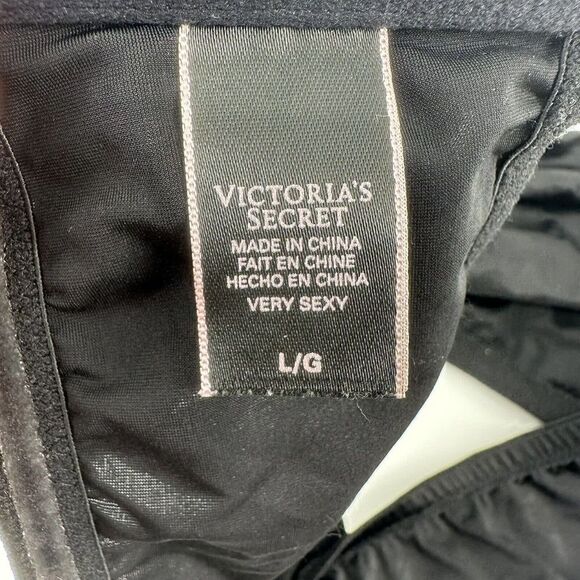 VICTORIA'S
SECRET
MADE IN CHINA
FAIT EN CHINE
HECHO EN CHINA
VERY SEXY
L/G